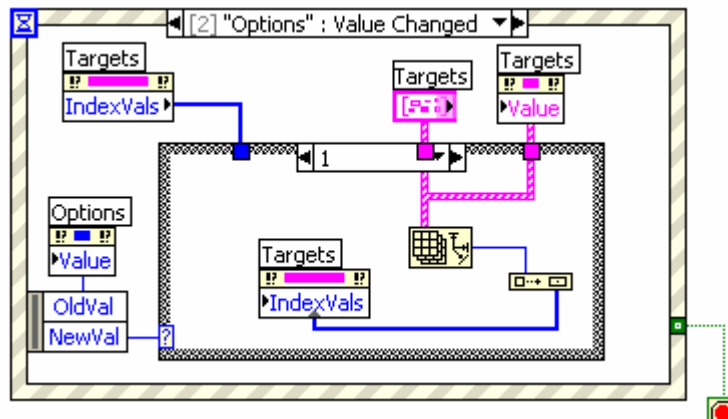 [2] "Options" : Value Changed
Targets
!? !?
IndexVals
Targets
Targets
!? !?
Value
1
Options
!? !?
Value
OldVal
NewVal
?
Targets
!? !?
IndexVals